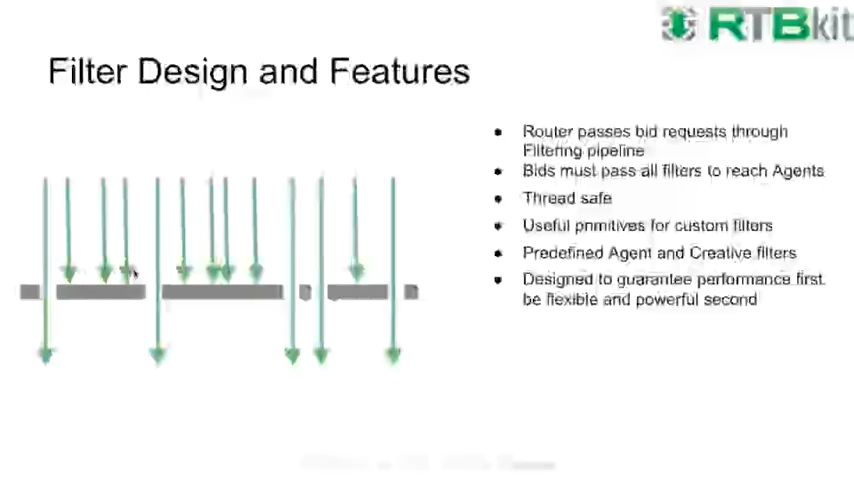 RTBkit
Filter Design and Features
● Router passes bid requests through
Filtering pipeline
● Bids must pass all filters to reach Agents
● Thread safe
● Useful primitives for custom filters
● Predefined Agent and Creative filters
● Designed to guarantee performance first
be flexible and powerful second